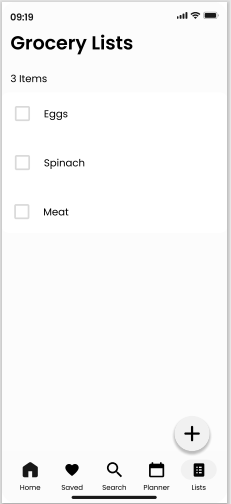 09:19
Grocery Lists
3 Items
Eggs
Spinach
Meat
Home Saved Search Planner Lists